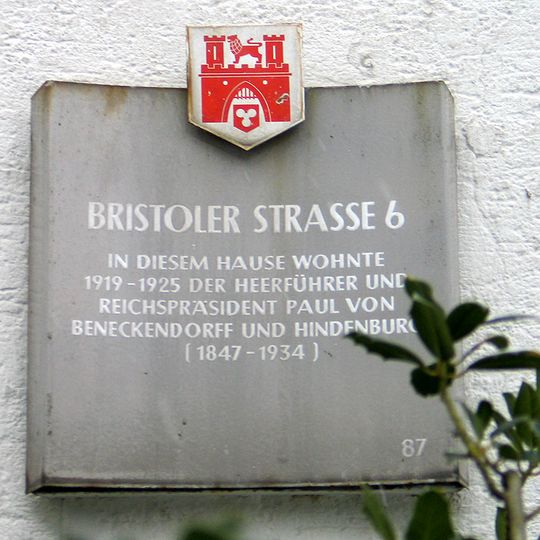 BRISTOLER STRASSE 6
IN DIESEM HAUSE WOHNTE
1919-1925 DER HEERFÜHRER UND
REICHSPRÄSIDENT PAUL VON
BENECKENDORFF UND HINDENBURG
(1847-1934)
87